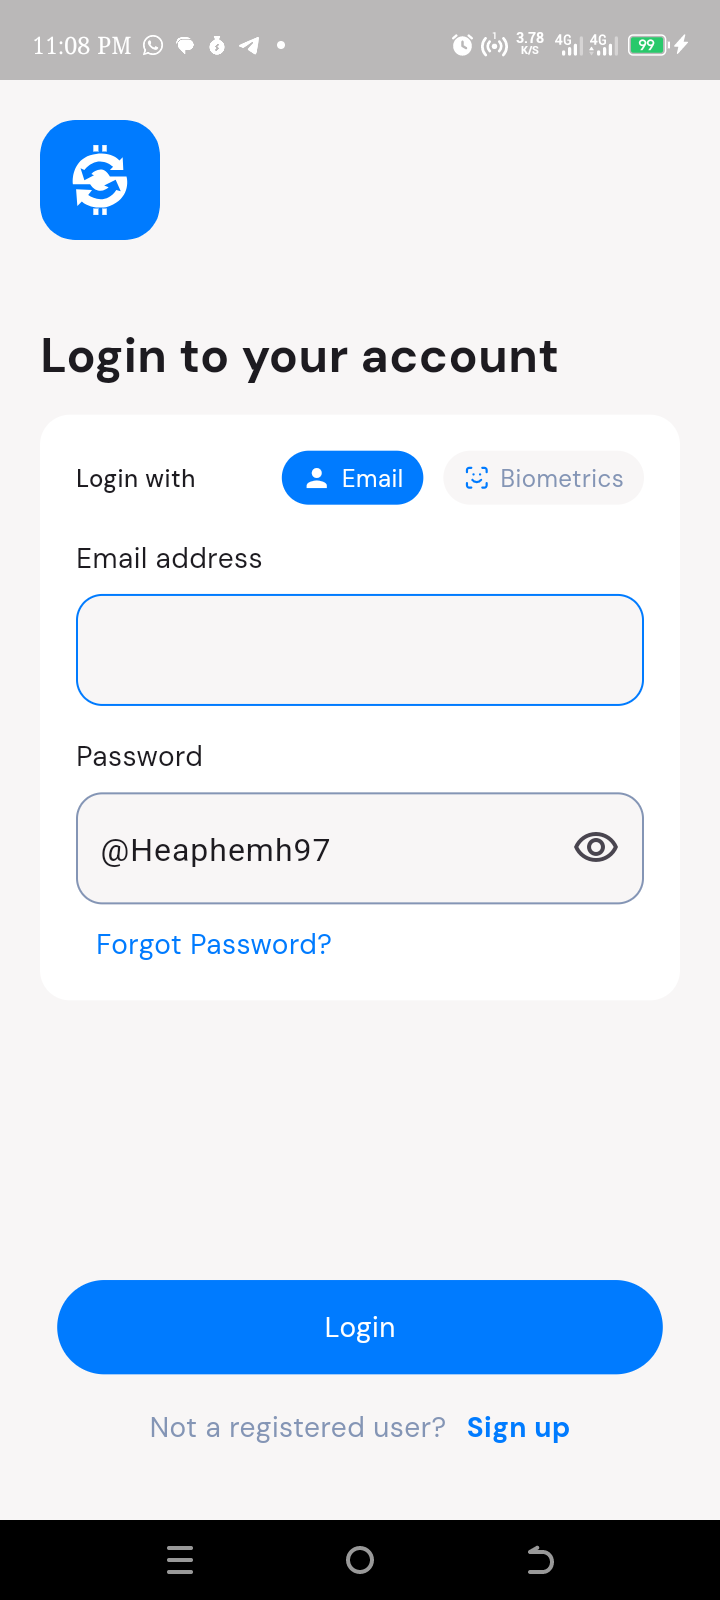 11:08 PM 3.78 K/S 4G 4G 99
Login to your account
Login with Email Biometrics
Email address
Password
@Heaphemh97
Forgot Password?
Login
Not a registered user? Sign up